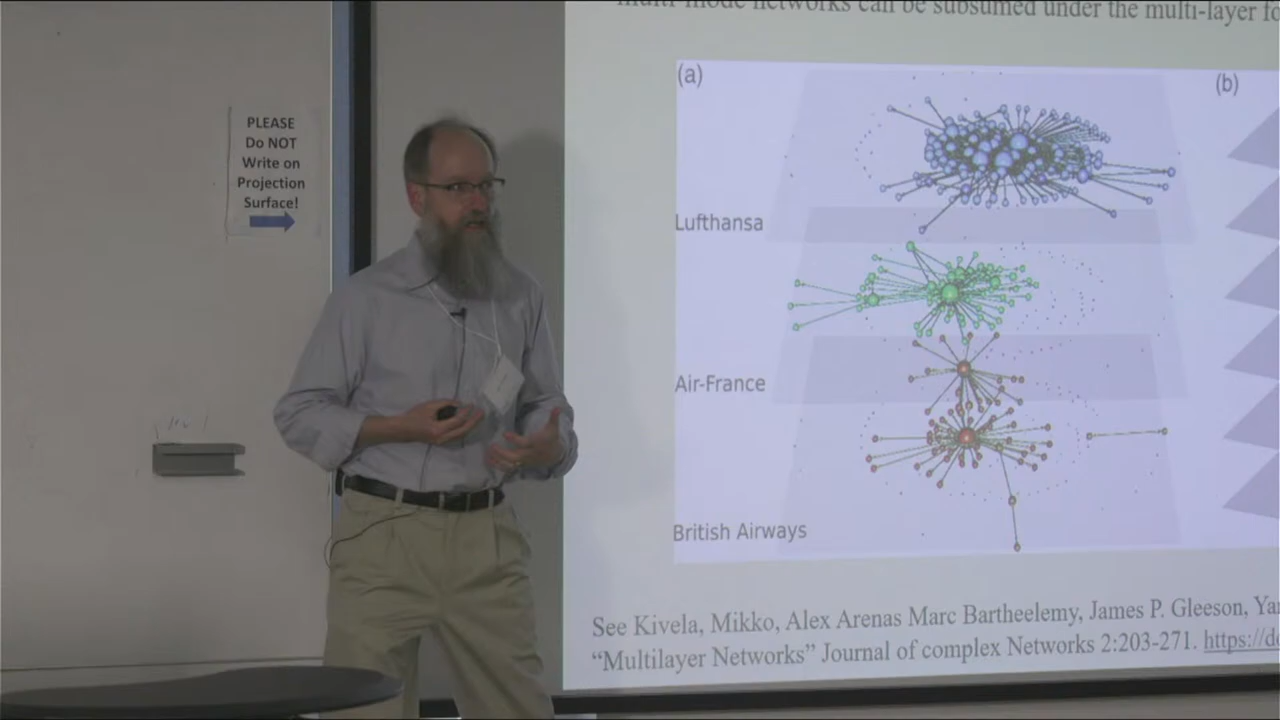 multi-mode networks can be subsumed under the multi-layer fo
PLEASE
Do NOT
Write on
Projection
Surface!
(a)
(b)
Lufthansa
Air-France
British Airways
See Kivela, Mikko, Alex Arenas Marc Bartheelemy, James P. Gleeson, Ya
“Multilayer Networks” Journal of complex Networks 2:203-271. https://d